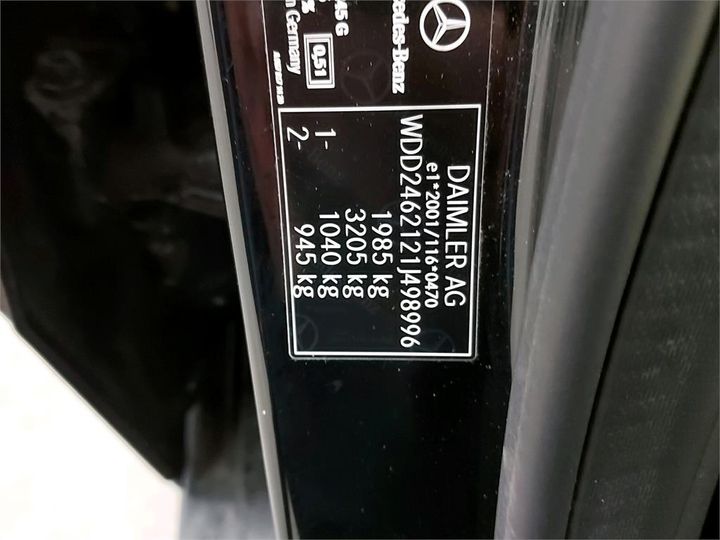 Mercedes-Benz
45 G
0,51
Germany
DAIMLER AG
e1*2001/116*0470
WDD2462121J498996
1985 kg
3205 kg
1- 1040 kg
2- 945 kg